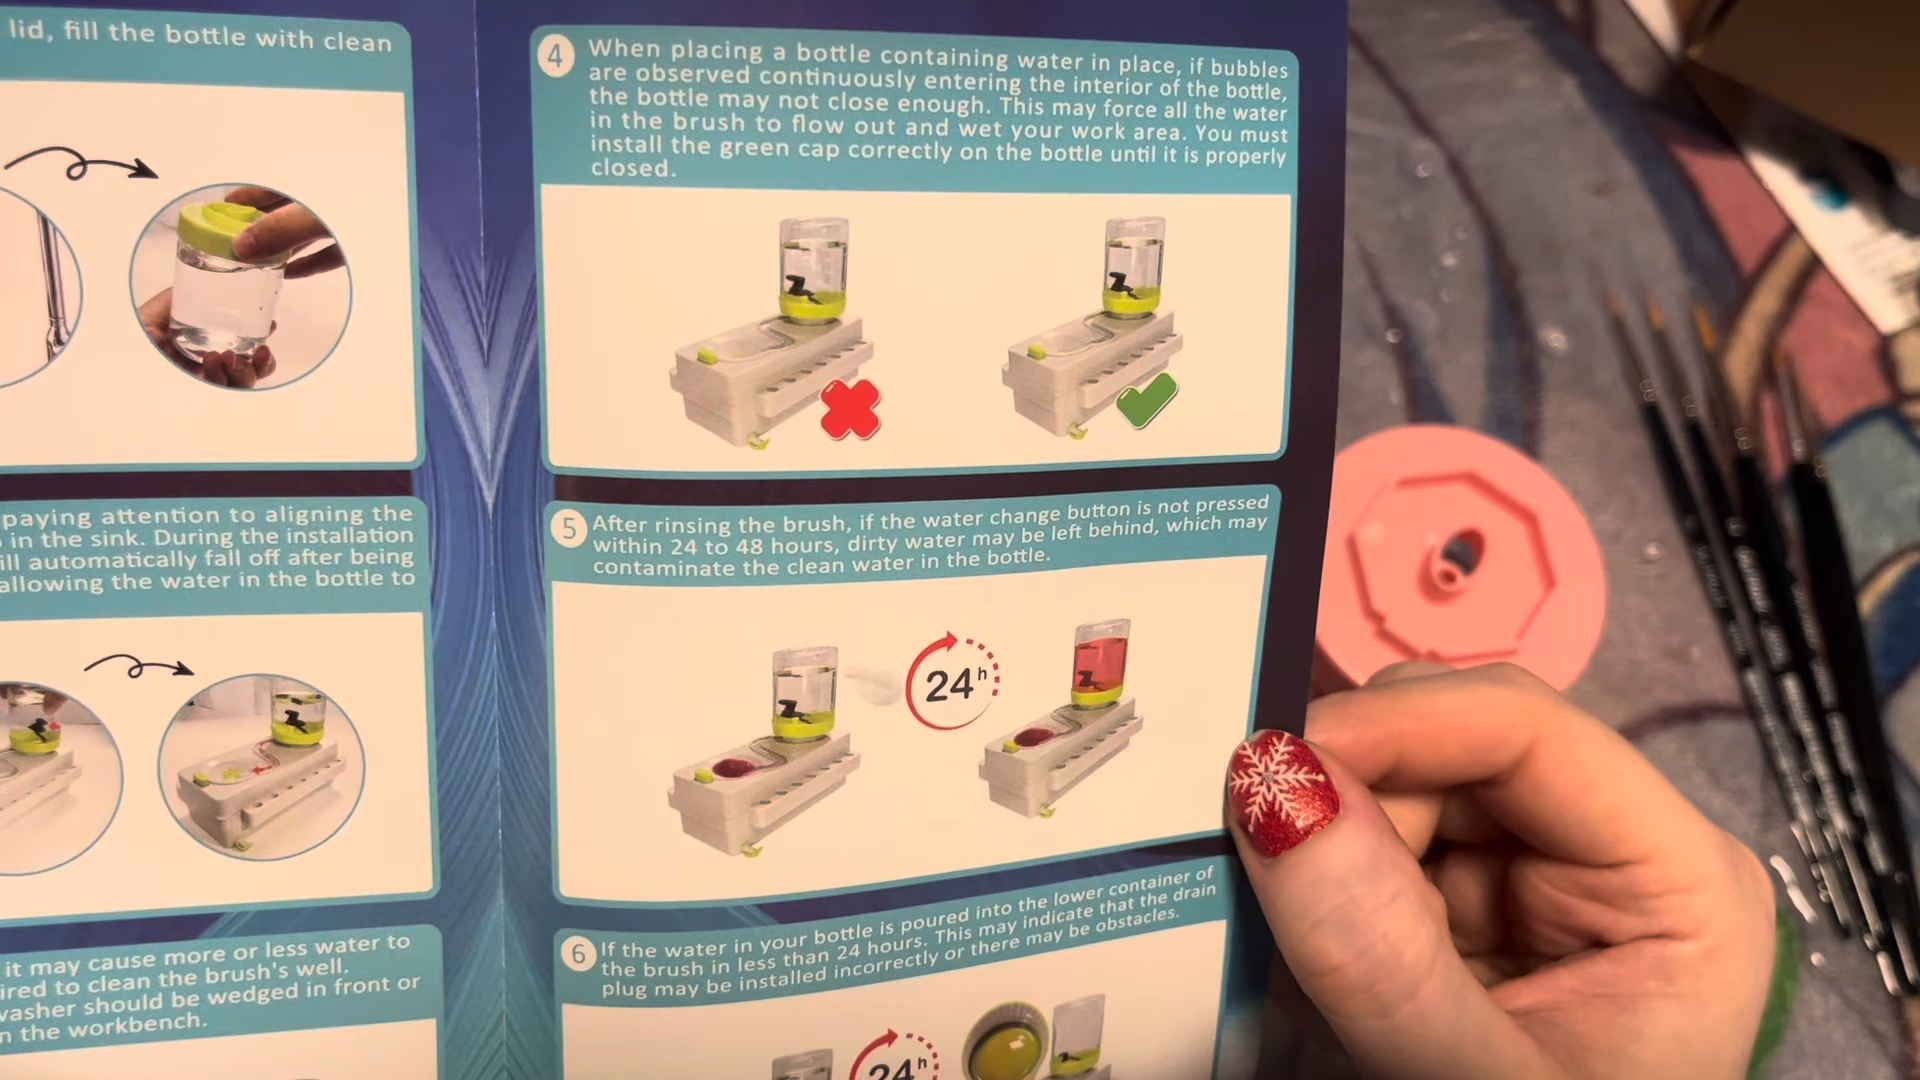 lid, fill the bottle with clean
paying attention to aligning the
in the sink. During the installation
ill automatically fall off after being
allowing the water in the bottle to
it may cause more or less water to
ired to clean the brush's well.
washer should be wedged in front or
n the workbench.
4
When placing a bottle containing water in place, if bubbles
are observed continuously entering the interior of the bottle,
the bottle may not close enough. This may force all the water
in the brush to flow out and wet your work area. You must
install the green cap correctly on the bottle until it is properly
closed.
5
After rinsing the brush, if the water change button is not pressed
within 24 to 48 hours, dirty water may be left behind, which may
contaminate the clean water in the bottle.
24h
6
If the water in your bottle is poured into the lower container of
the brush in less than 24 hours. This may indicate that the drain
plug may be installed incorrectly or there may be obstacles.
24h